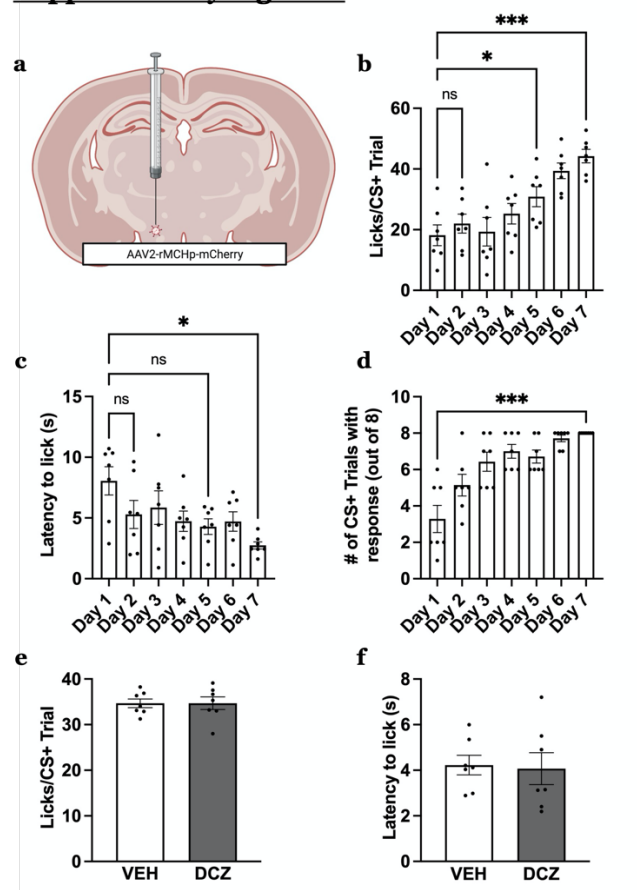 a
AAV2-rMCHp-mCherry
b
***
*
ns
Licks/CS+ Trial
60
40
20
0
Day 1
Day 2
Day 3
Day 4
Day 5
Day 6
Day 7
c
*
ns
ns
Latency to lick (s)
15
10
5
0
Day 1
Day 2
Day 3
Day 4
Day 5
Day 6
Day 7
d
***
# of CS+ Trials with
response (out of 8)
10
8
6
4
2
0
Day 1
Day 2
Day 3
Day 4
Day 5
Day 6
Day 7
e
Licks/CS+ Trial
40
30
20
10
0
VEH
DCZ
f
Latency to lick (s)
8
6
4
2
0
VEH
DCZ